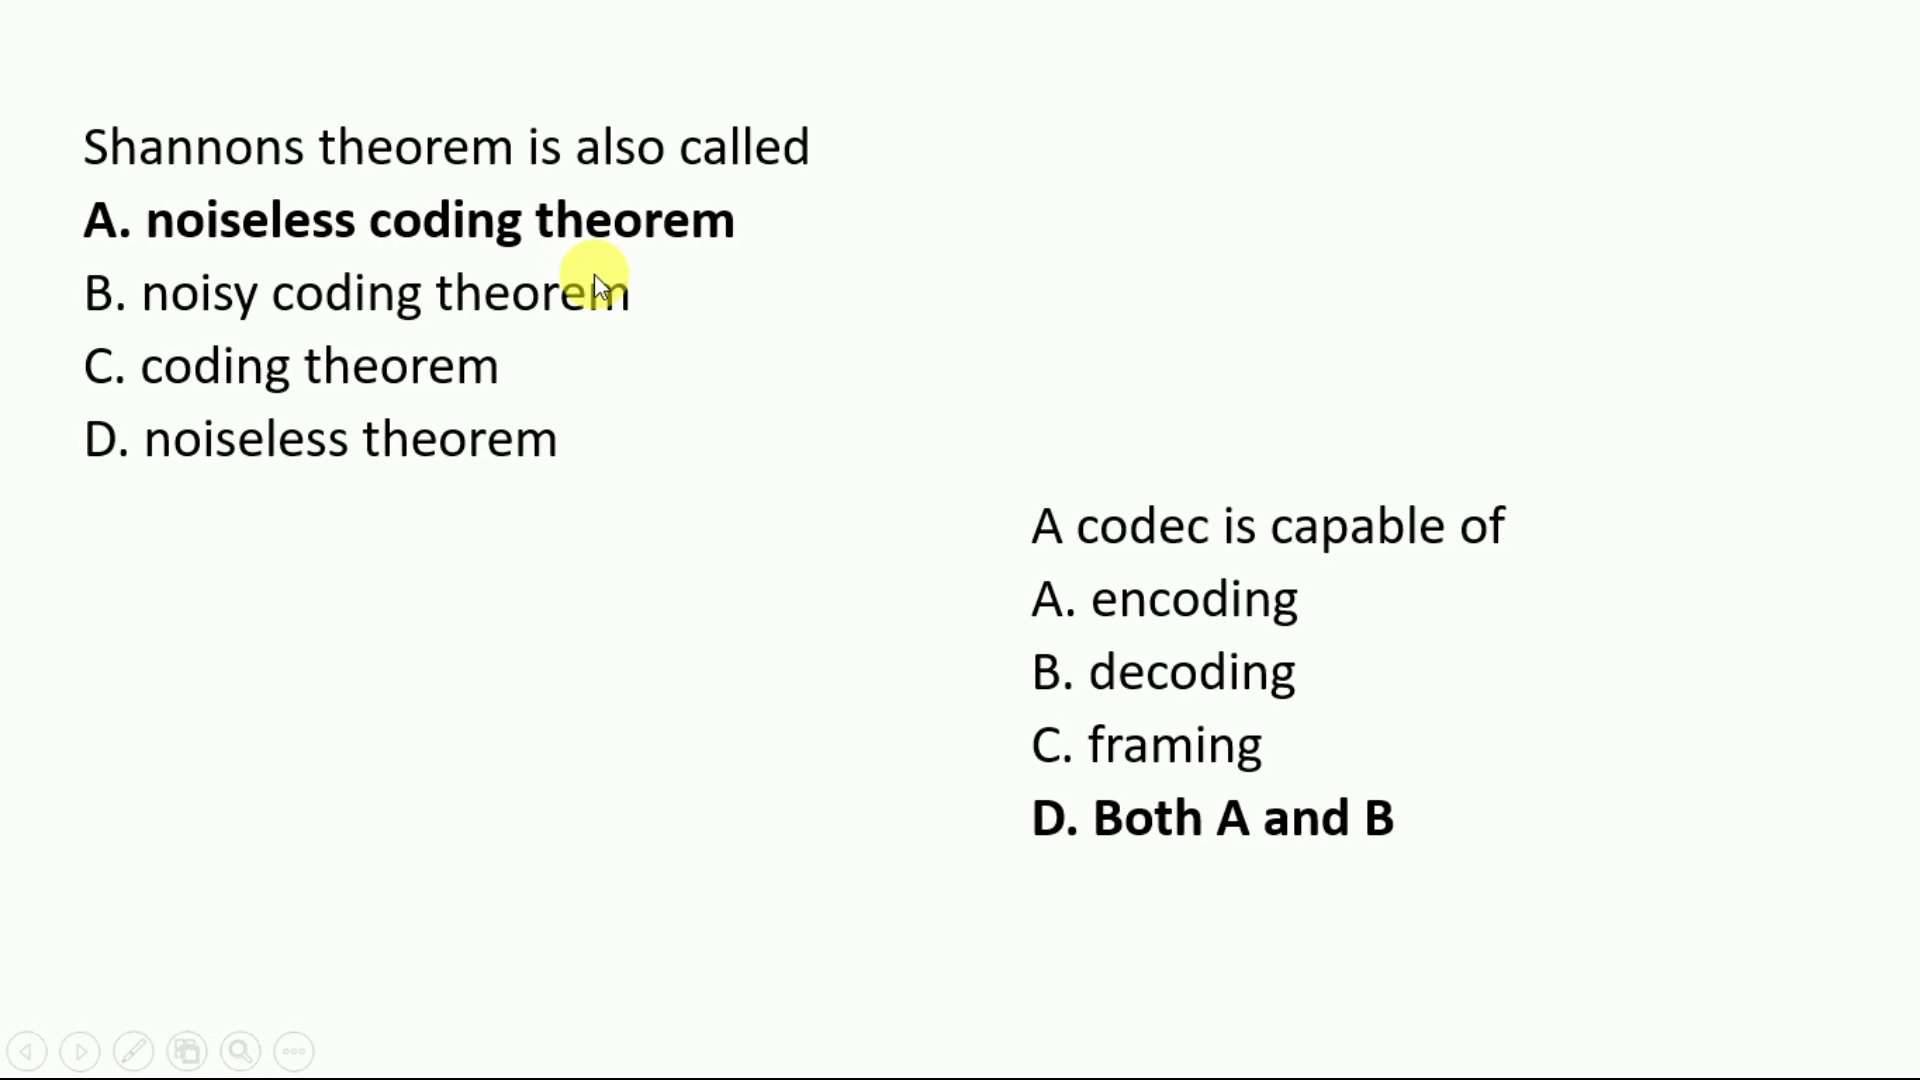 Shannons theorem is also called
A. noiseless coding theorem
B. noisy coding theorem
C. coding theorem
D. noiseless theorem
A codec is capable of
A. encoding
B. decoding
C. framing
D. Both A and B